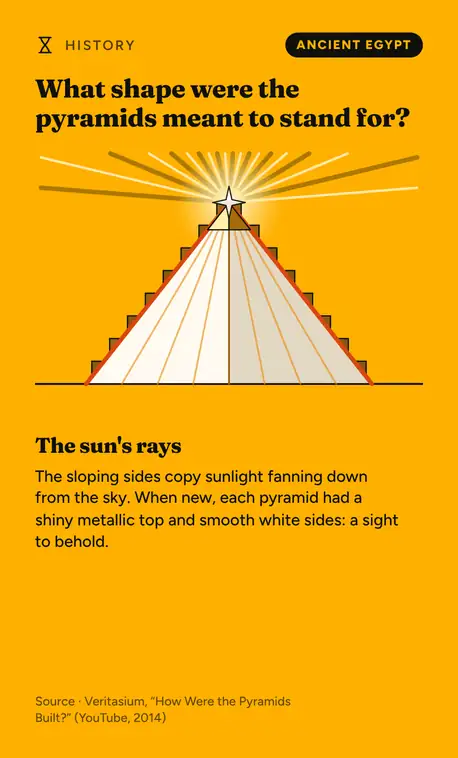 HISTORY
ANCIENT EGYPT
What shape were the
pyramids meant to stand for?
The sun's rays
The sloping sides copy sunlight fanning down
from the sky. When new, each pyramid had a
shiny metallic top and smooth white sides: a sight
to behold.
Source · Veritasium, “How Were the Pyramids
Built?” (YouTube, 2014)